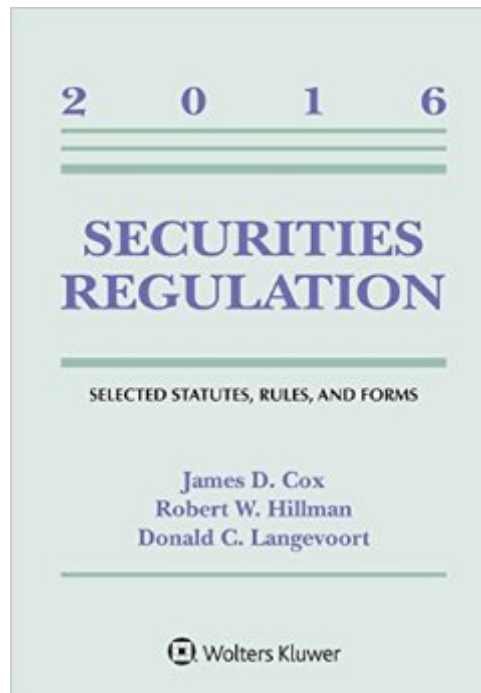 2 0 1 6
SECURITIES
REGULATION
SELECTED STATUTES, RULES, AND FORMS
James D. Cox
Robert W. Hillman
Donald C. Langevoort
Wolters Kluwer